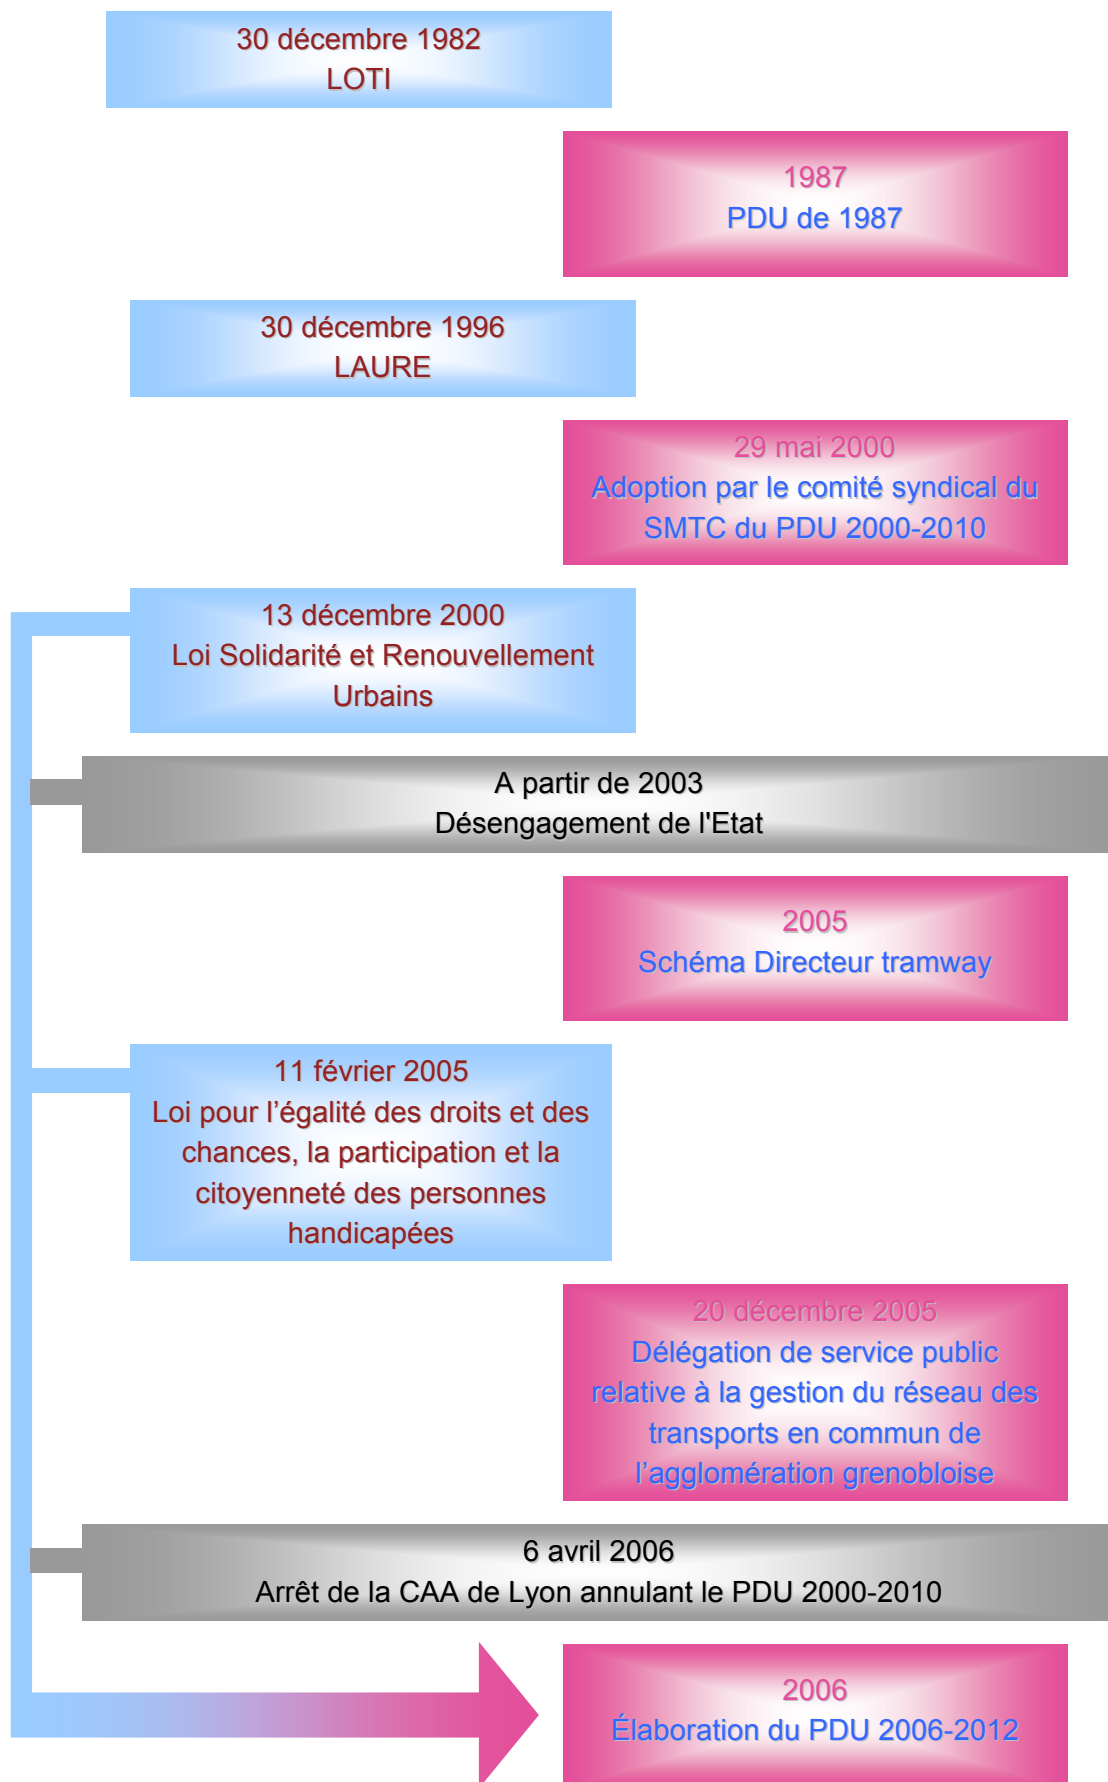 30 décembre 1982
LOTI
1987
PDU de 1987
30 décembre 1996
LAURE
29 mai 2000
Adoption par le comité syndical du
SMTC du PDU 2000-2010
13 décembre 2000
Loi Solidarité et Renouvellement
Urbains
A partir de 2003
Désengagement de l'Etat
2005
Schéma Directeur tramway
11 février 2005
Loi pour l’égalité des droits et des
chances, la participation et la
citoyenneté des personnes
handicapées
20 décembre 2005
Délégation de service public
relative à la gestion du réseau des
transports en commun de
l’agglomération grenobloise
6 avril 2006
Arrêt de la CAA de Lyon annulant le PDU 2000-2010
2006
Élaboration du PDU 2006-2012